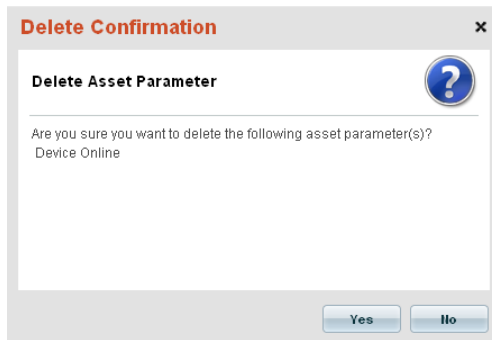 Delete Confirmation
×
Delete Asset Parameter
?
Are you sure you want to delete the following asset parameter(s)?
Device Online
Yes No